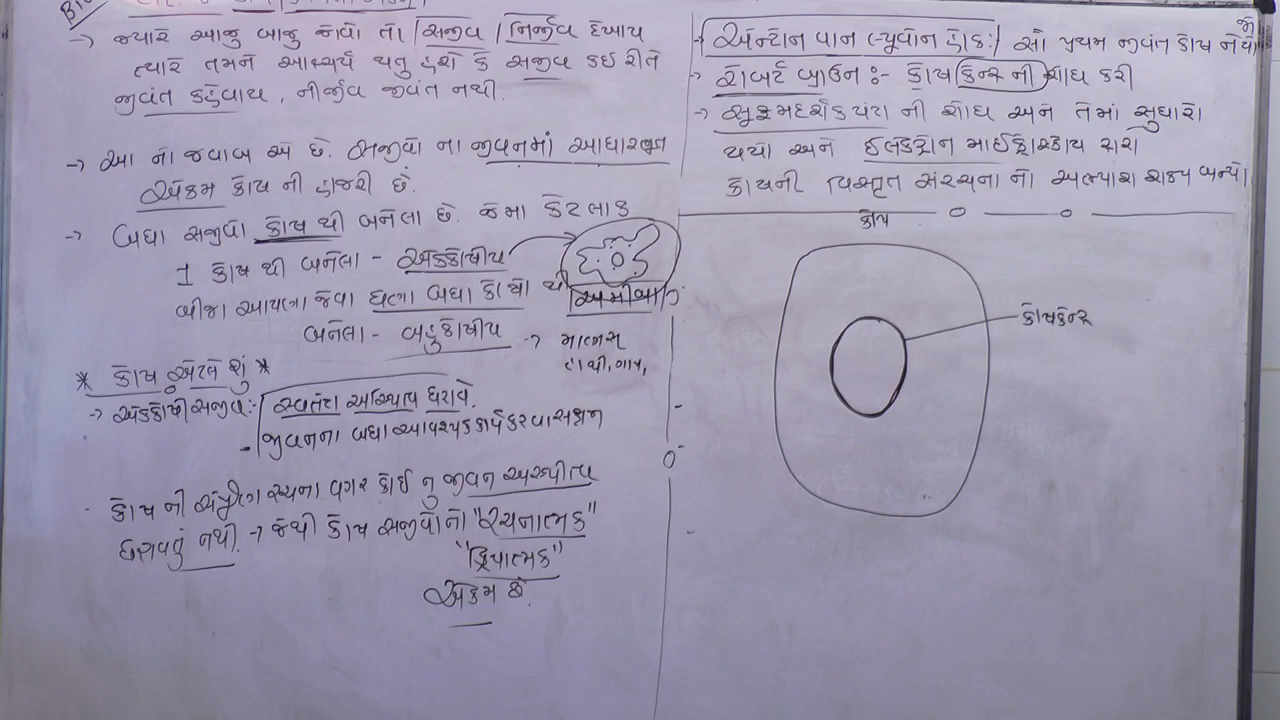 Bio
→ જ્યારે આજુ બાજુ જેવો તો સજીવ / નિર્જીવ દેખાય
ત્યારે તમને આશ્ચર્ય થતુ હશે કે સજીવ કઈ રીતે
જીવંત કહેવાય, નીર્જીવ જીવંત નથી.
→ આ નો જવાબ એ છે. સજીવો ના જીવનમાં આધારભૂત
એકમ કોષ ની હાજરી છે.
→ બધા સજીવો કોષ થી બનેલા છે. જેમા કેટલાક
1 કોષ થી બનેલા - એકકોષીય
બીજા આપણા જેવા ઘણા બધા કોષો થી
અમીબા
બનેલા - બહુકોષીય → માણસ
હાથી, ગાય,
* કોષ એટલે શું *
→ એકકોષી સજીવ:- સ્વતંત્ર અસ્તિત્વ ધરાવે.
- જીવનના બધા આવશ્યક કાર્ય કરવા સક્ષમ
કોષ ની સંપૂર્ણ રચના વગર કોઈ નુ જીવન અસ્થીત્વ
ધરાવતું નથી. → જેથી કોષ સજીવોનો "રચનાત્મક"
"ક્રિયાત્મક"
એકમ છે.
→ એન્ટોન વાન લ્યુવોન હોક:/ સૌ પ્રથમ જીવંત કોષ જોયો
→ રોબર્ટ બ્રાઉન :- કોષકેન્દ્ર ની શોધ કરી
→ સૂક્ષ્મદર્શક યંત્ર ની શોધ અને તેમાં સુધારો
થયો અને ઈલેક્ટ્રોન માઈક્રોસ્કોપ દ્વારા
કોષની વિસ્તૃત સંરચના નો અભ્યાસ શક્ય બન્યો.
કોષ
કોષકેન્દ્ર